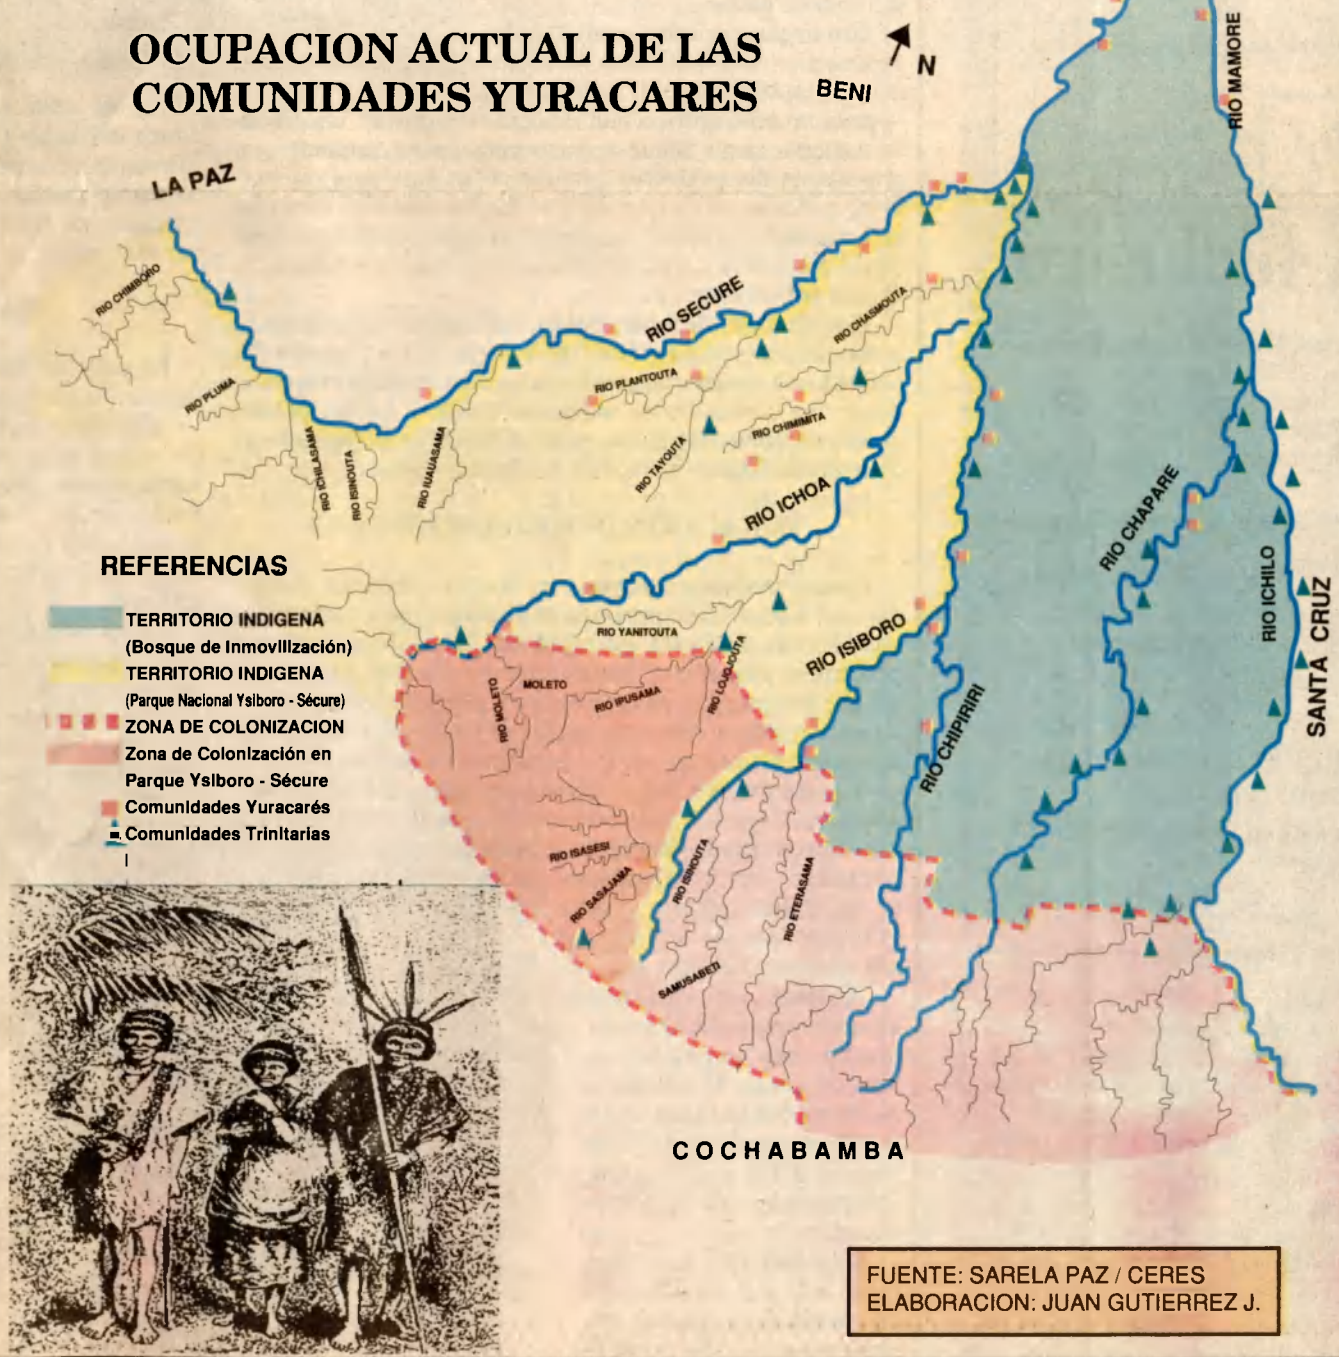 OCUPACION ACTUAL DE LAS
COMUNIDADES YURACARES
N
BENI
RIO MAMORE
LA PAZ
RIO CHIMBORO
RIO SECURE
RIO CHASMOUTA
RIO PLUMA
RIO PLANTOUTA
RIO CHIMIMITA
RIO TAYOUTA
RIO ICHILASAMA
RIO ISINOUTA
RIO IUAUASAMA
RIO ICHOA
RIO CHAPARE
RIO ICHILO
SANTA CRUZ
REFERENCIAS
TERRITORIO INDIGENA
(Bosque de Inmovilización)
TERRITORIO INDIGENA
(Parque Nacional Ysiboro - Sécure)
ZONA DE COLONIZACION
Zona de Colonización en
Parque Ysiboro - Sécure
Comunidades Yuracarés
Comunidades Trinitarias
RIO YANITOUTA
RIO ISIBORO
RIO LOJOJOUTA
MOLETO
RIO MOLETO
RIO IPUSAMA
RIO CHIPIRIRI
RIO ISASESI
RIO SASAJAMA
RIO ISINOUTA
RIO ETERASAMA
SAMUSABETI
COCHABAMBA
FUENTE: SARELA PAZ / CERES
ELABORACION: JUAN GUTIERREZ J.